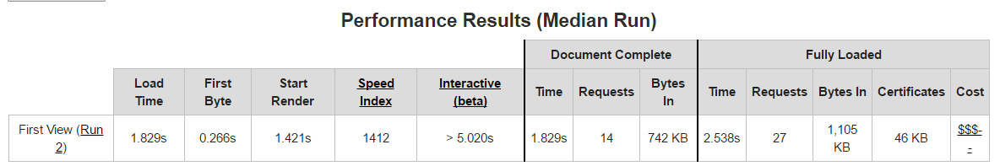 Performance Results (Median Run)
Document Complete Fully Loaded
Load Time First Byte Start Render Speed Index Interactive (beta) Time Requests Bytes In Time Requests Bytes In Certificates Cost
First View (Run 2) 1.829s 0.266s 1.421s 1412 > 5.020s 1.829s 14 742 KB 2.538s 27 1,105 KB 46 KB $$$--